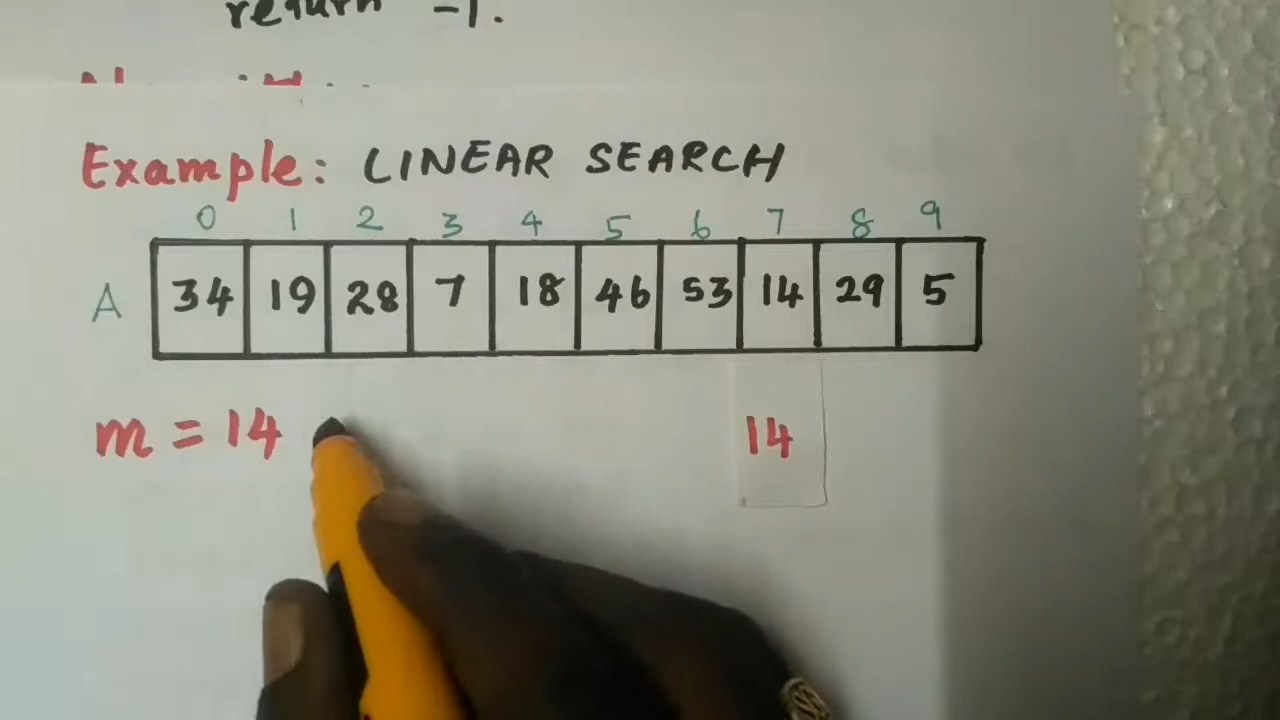 return -1.
Example: LINEAR SEARCH
0 1 2 3 4 5 6 7 8 9
A 34 19 28 7 18 46 53 14 29 5
m = 14 14